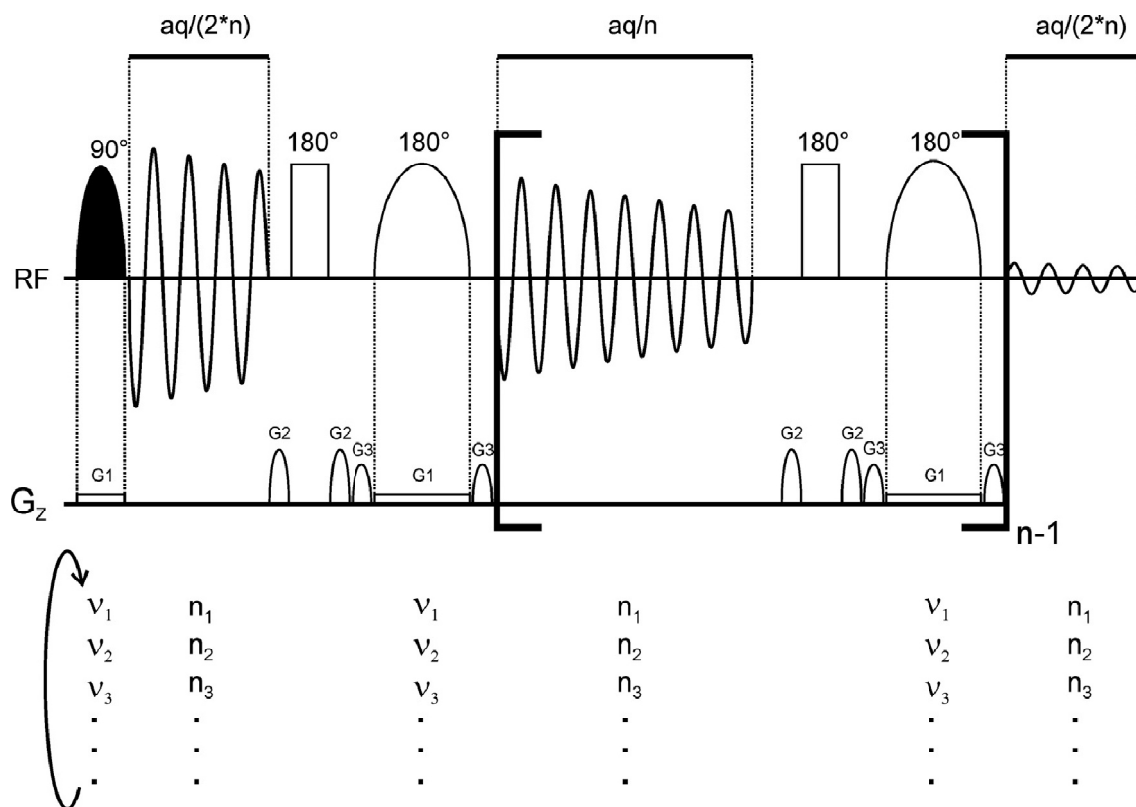 aq/(2*n) aq/n aq/(2*n)
90° 180° 180° 180° 180°
RF
G2 G2 G3 G3 G2 G2 G3 G3
G1 G1 G1
Gz
n-1
ν1 n1 ν1 n1 ν1 n1
ν2 n2 ν2 n2 ν2 n2
ν3 n3 ν3 n3 ν3 n3
. . . . . .
. . . . . .
. . . . . .